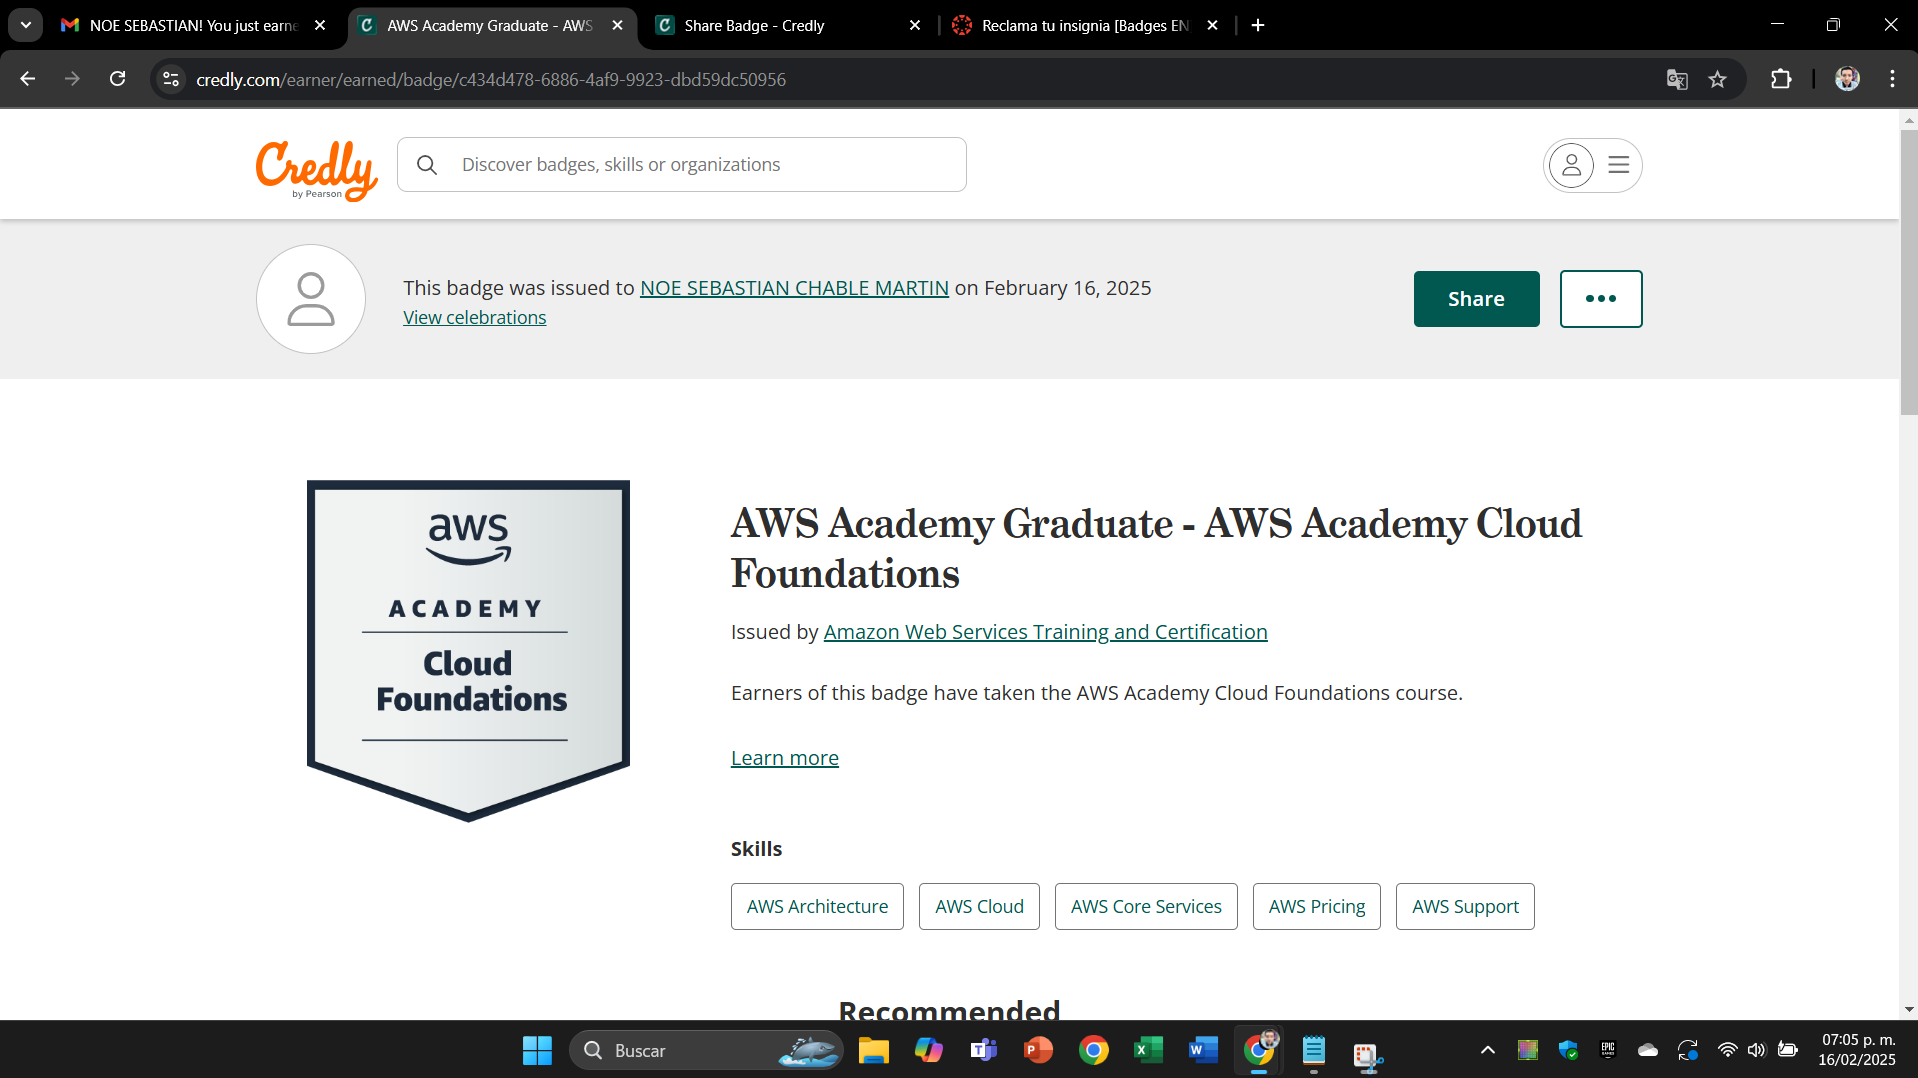 NOE SEBASTIAN! You just earne
AWS Academy Graduate - AWS
Share Badge - Credly
Reclama tu insignia [Badges EN
credly.com/earner/earned/badge/c434d478-6886-4af9-9923-dbd59dc50956
Credly
by Pearson
Discover badges, skills or organizations
This badge was issued to NOE SEBASTIAN CHABLE MARTIN on February 16, 2025
View celebrations
Share
aws
ACADEMY
Cloud
Foundations
AWS Academy Graduate - AWS Academy Cloud
Foundations
Issued by Amazon Web Services Training and Certification
Earners of this badge have taken the AWS Academy Cloud Foundations course.
Learn more
Skills
AWS Architecture
AWS Cloud
AWS Core Services
AWS Pricing
AWS Support
Recommended
Buscar
07:05 p. m.
16/02/2025